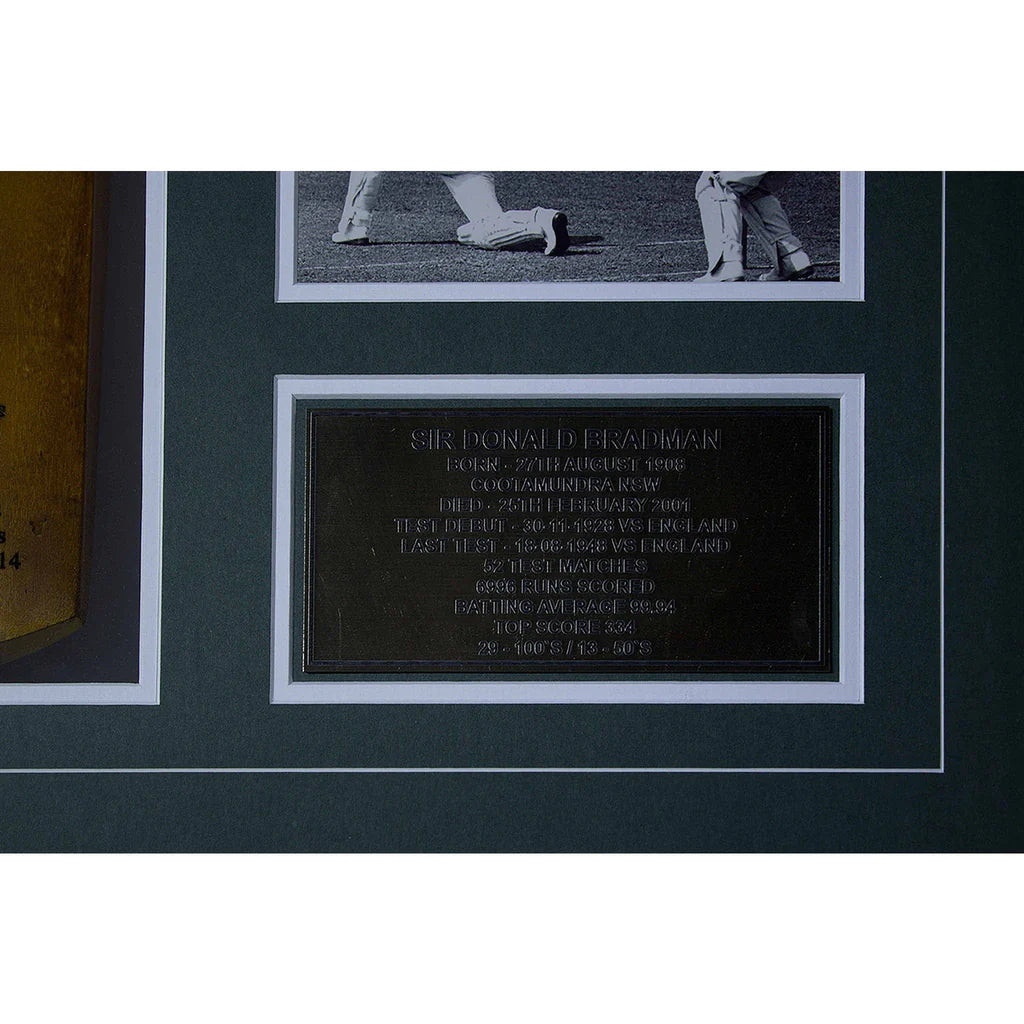 s
s
14
SIR DONALD BRADMAN
BORN - 27TH AUGUST 1908
COOTAMUNDRA NSW
DIED - 25TH FEBRUARY 2001
TEST DEBUT - 30-11-1928 VS ENGLAND
LAST TEST - 18-08-1948 VS ENGLAND
52 TEST MATCHES
6996 RUNS SCORED
BATTING AVERAGE 99.94
TOP SCORE 334
29 - 100`S / 13 - 50`S